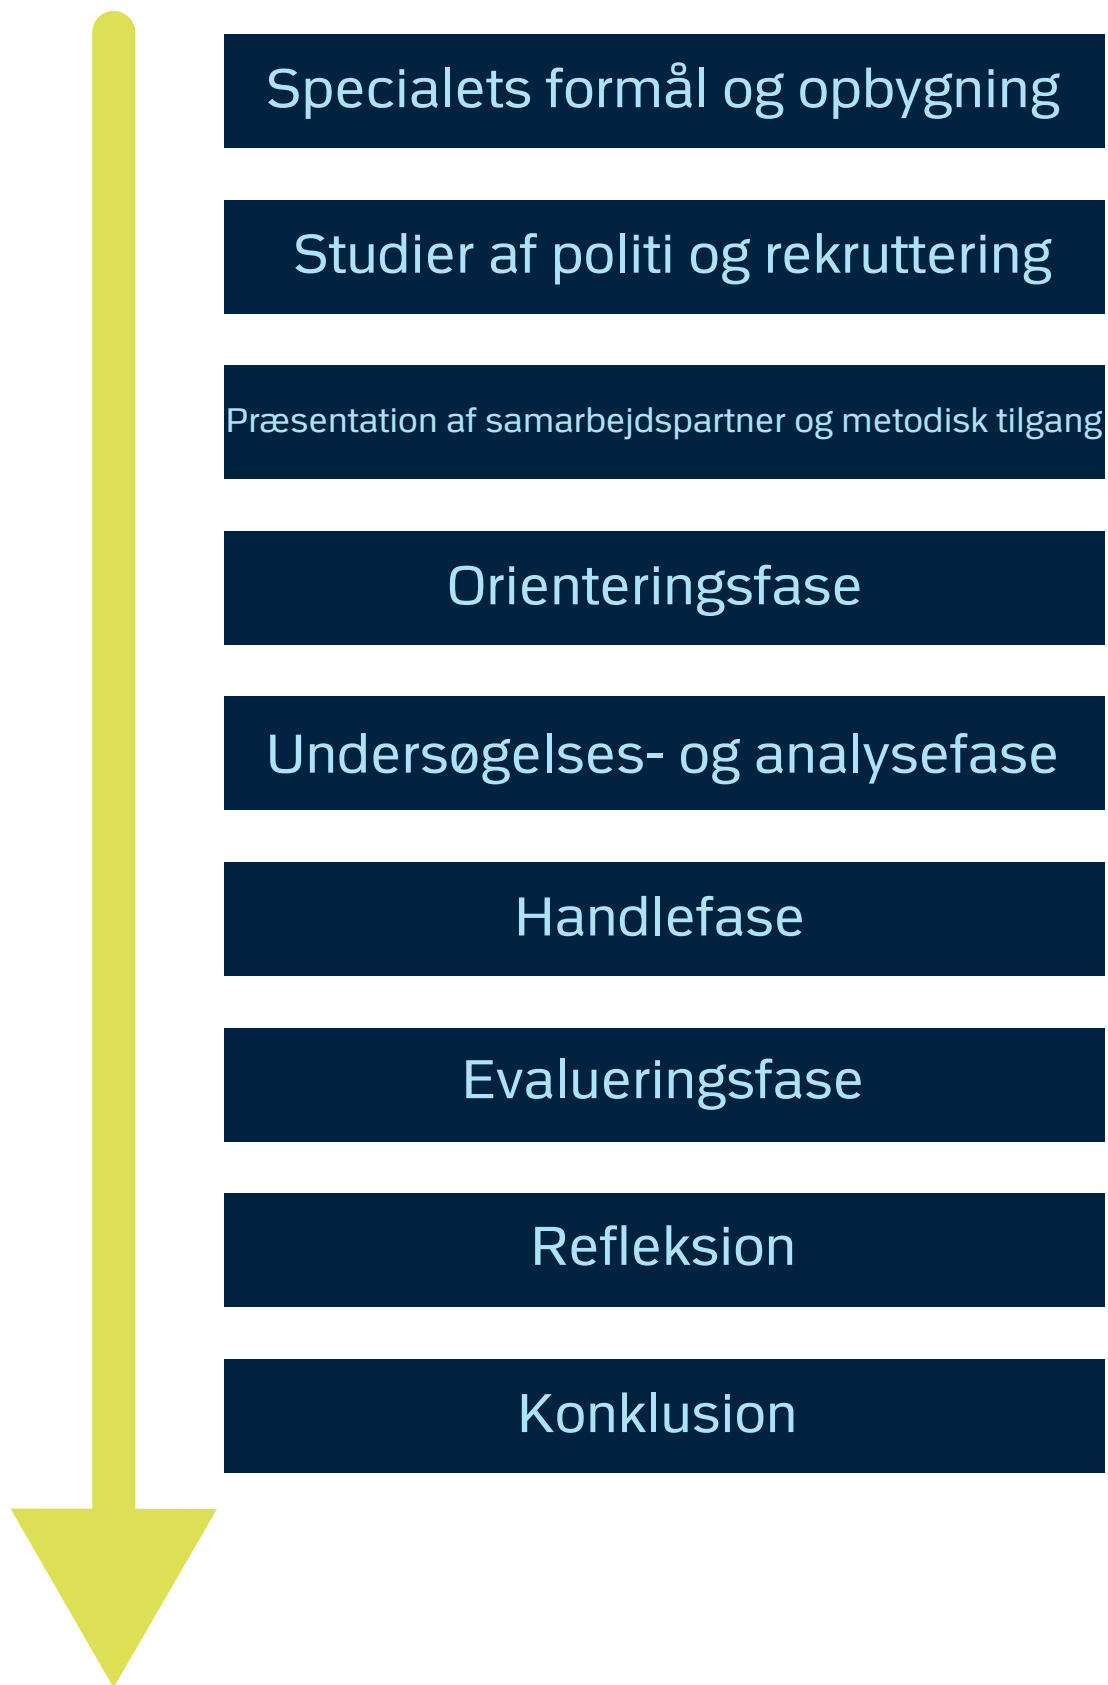 Specialets formål og opbygning
Studier af politi og rekruttering
Præsentation af samarbejdspartner og metodisk tilgang
Orienteringsfase
Undersøgelses- og analysefase
Handlefase
Evalueringsfase
Refleksion
Konklusion